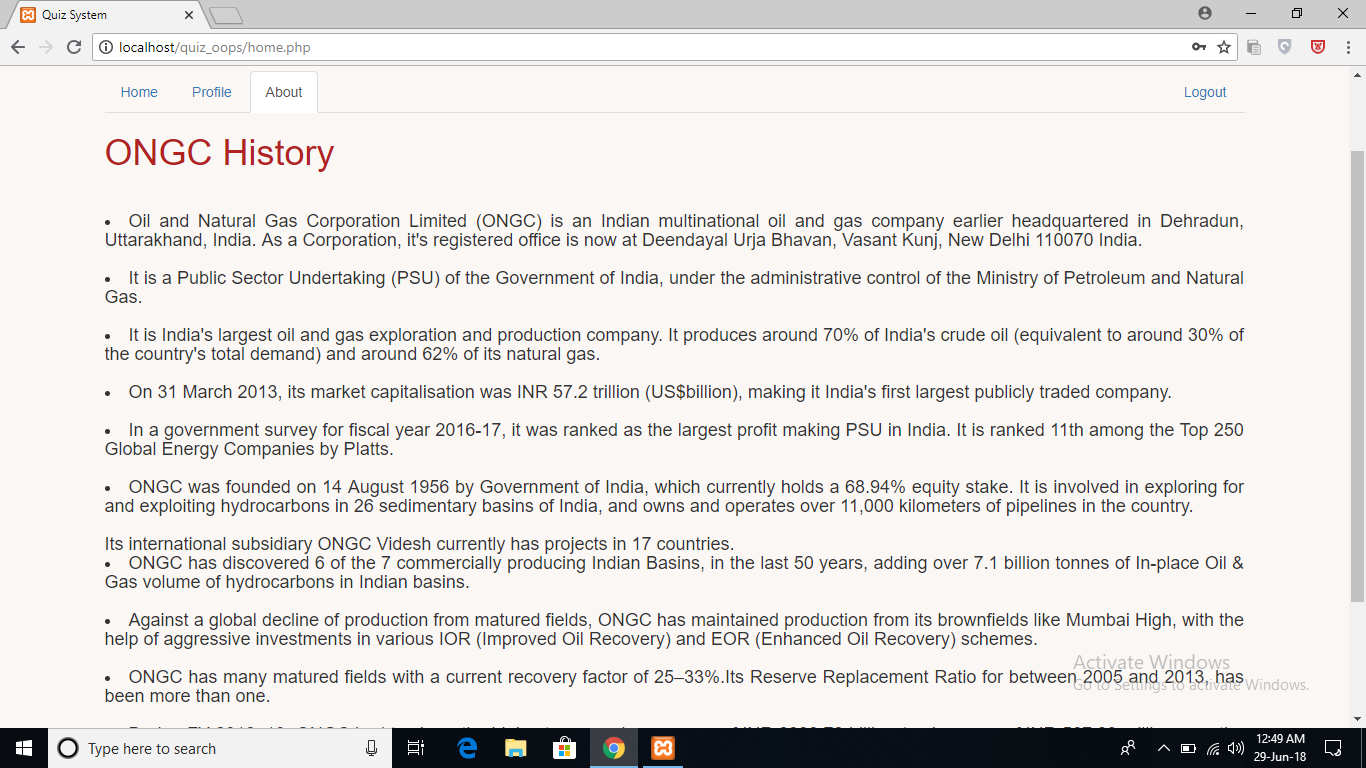 Quiz System
localhost/quiz_oops/home.php
Home Profile About Logout
ONGC History
• Oil and Natural Gas Corporation Limited (ONGC) is an Indian multinational oil and gas company earlier headquartered in Dehradun,
Uttarakhand, India. As a Corporation, it's registered office is now at Deendayal Urja Bhavan, Vasant Kunj, New Delhi 110070 India.
• It is a Public Sector Undertaking (PSU) of the Government of India, under the administrative control of the Ministry of Petroleum and Natural
Gas.
• It is India's largest oil and gas exploration and production company. It produces around 70% of India's crude oil (equivalent to around 30% of
the country's total demand) and around 62% of its natural gas.
• On 31 March 2013, its market capitalisation was INR 57.2 trillion (US$billion), making it India's first largest publicly traded company.
• In a government survey for fiscal year 2016-17, it was ranked as the largest profit making PSU in India. It is ranked 11th among the Top 250
Global Energy Companies by Platts.
• ONGC was founded on 14 August 1956 by Government of India, which currently holds a 68.94% equity stake. It is involved in exploring for
and exploiting hydrocarbons in 26 sedimentary basins of India, and owns and operates over 11,000 kilometers of pipelines in the country.
Its international subsidiary ONGC Videsh currently has projects in 17 countries.
• ONGC has discovered 6 of the 7 commercially producing Indian Basins, in the last 50 years, adding over 7.1 billion tonnes of In-place Oil &
Gas volume of hydrocarbons in Indian basins.
• Against a global decline of production from matured fields, ONGC has maintained production from its brownfields like Mumbai High, with the
help of aggressive investments in various IOR (Improved Oil Recovery) and EOR (Enhanced Oil Recovery) schemes.
• ONGC has many matured fields with a current recovery factor of 25–33%.Its Reserve Replacement Ratio for between 2005 and 2013, has
been more than one.
Activate Windows
Go to Settings to activate Windows.
Type here to search
12:49 AM
29-Jun-18